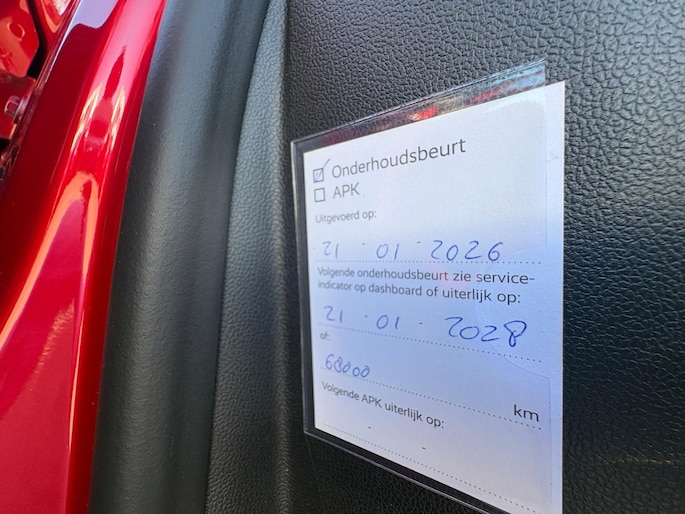 Onderhoudsbeurt
APK
Uitgevoerd op:
21 - 01 - 2026
Volgende onderhoudsbeurt zie service-
indicator op dashboard of uiterlijk op:
21 - 01 - 2028
of:
60000 km
Volgende APK uiterlijk op:
- -